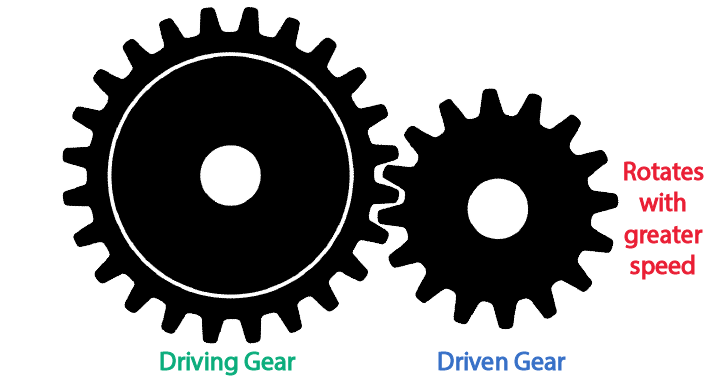 Rotates
with
greater
speed
Driving Gear
Driven Gear